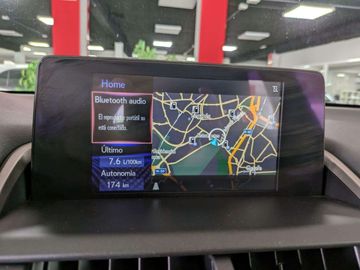 Home
Bluetooth audio
El reproductor portátil no
está conectado.
Último
7.6 L/100km
Autonomía
174 km